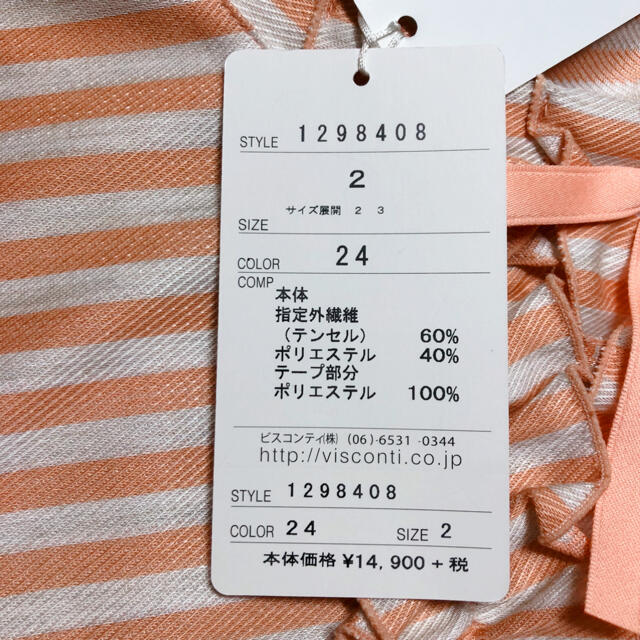 STYLE 1298408
2
サイズ展開 2 3
SIZE
COLOR 24
COMP
本体
指定外繊維
(テンセル) 60%
ポリエステル 40%
テープ部分
ポリエステル 100%
ビスコンティ(株) (06)-6531 -0344
http://visconti.co.jp
STYLE 1298408
COLOR 24 SIZE 2
本体価格 ¥14,900+税